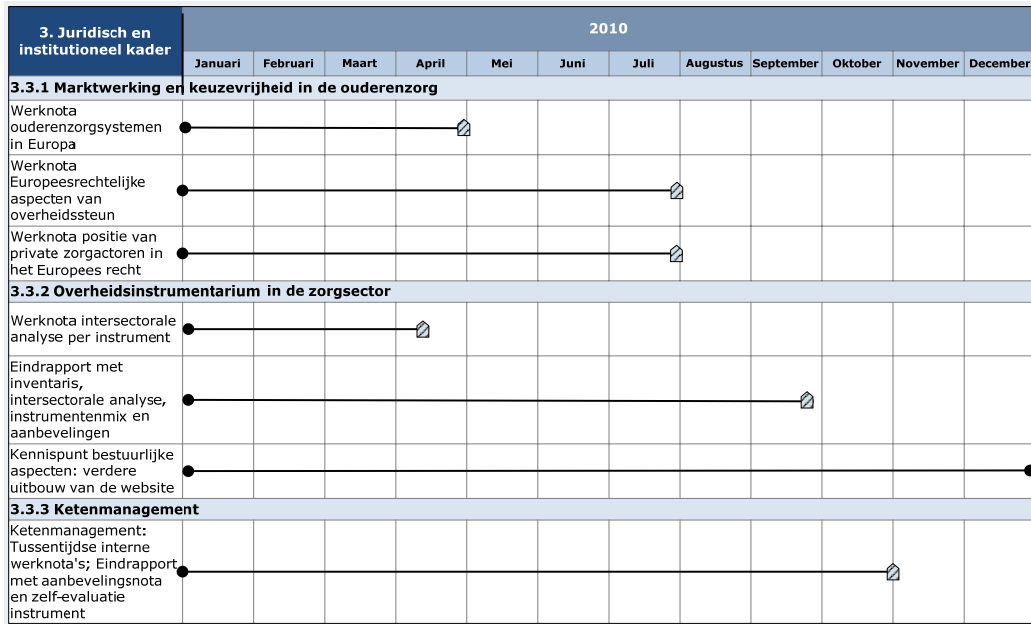 3. Juridisch en
institutioneel kader
2010
Januari Februari Maart April Mei Juni Juli Augustus September Oktober November December
3.3.1 Marktwerking en keuzevrijheid in de ouderenzorg
Werknota
ouderenzorgsystemen
in Europa
Werknota
Europeesrechtelijke
aspecten van
overheidssteun
Werknota positie van
private zorgactoren in
het Europees recht
3.3.2 Overheidsinstrumentarium in de zorgsector
Werknota intersectorale
analyse per instrument
Eindrapport met
inventaris,
intersectorale analyse,
instrumentenmix en
aanbevelingen
Kennispunt bestuurlijke
aspecten: verdere
uitbouw van de website
3.3.3 Ketenmanagement
Ketenmanagement:
Tussentijdse interne
werknota's; Eindrapport
met aanbevelingsnota
en zelf-evaluatie
instrument